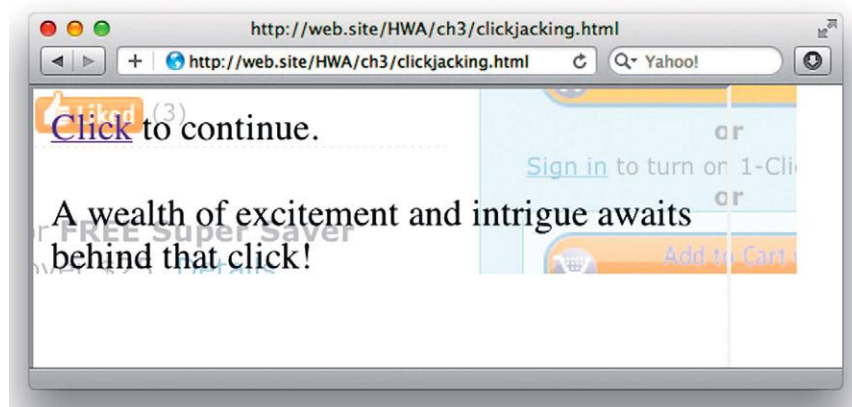 http://web.site/HWA/ch3/clickjacking.html
http://web.site/HWA/ch3/clickjacking.html
Yahoo!
Liked (3)
Click to continue.
or
Sign in to turn on 1-Cli
or
A wealth of excitement and intrigue awaits
r FREE Super Saver
behind that click!
Details
Add to Cart